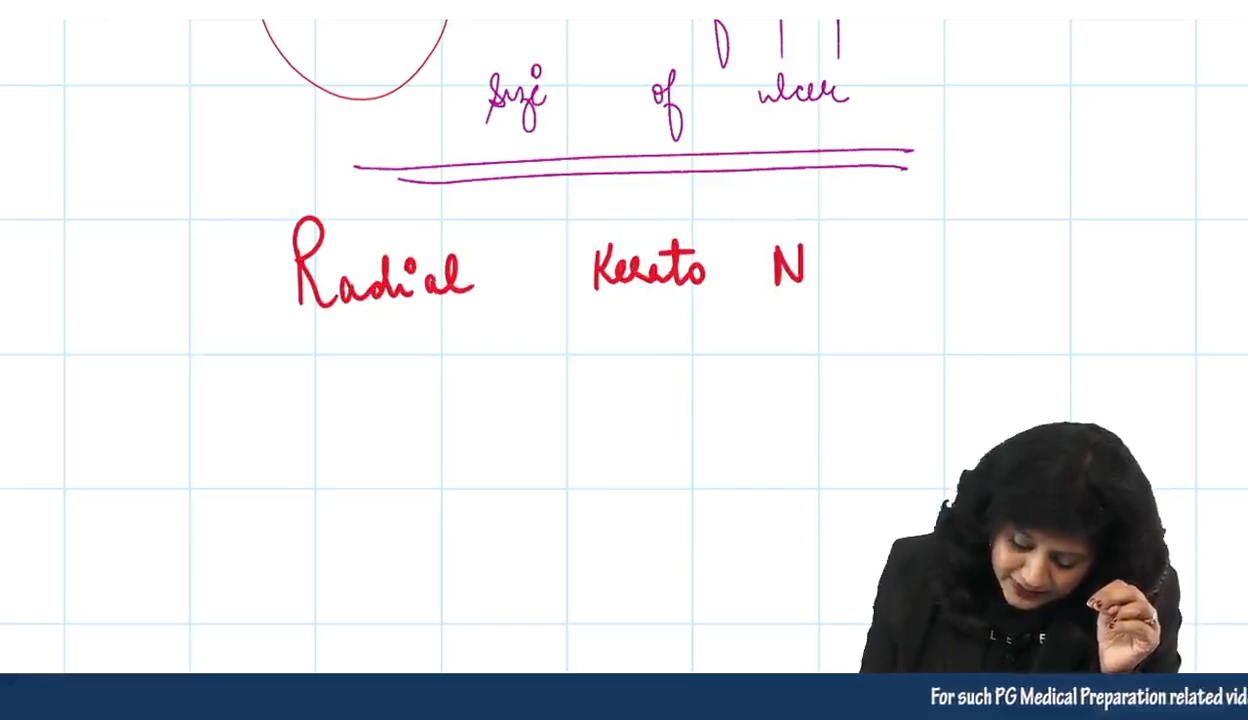 size of ulcer
Radial Kerato N
For such PG Medical Preparation related vid